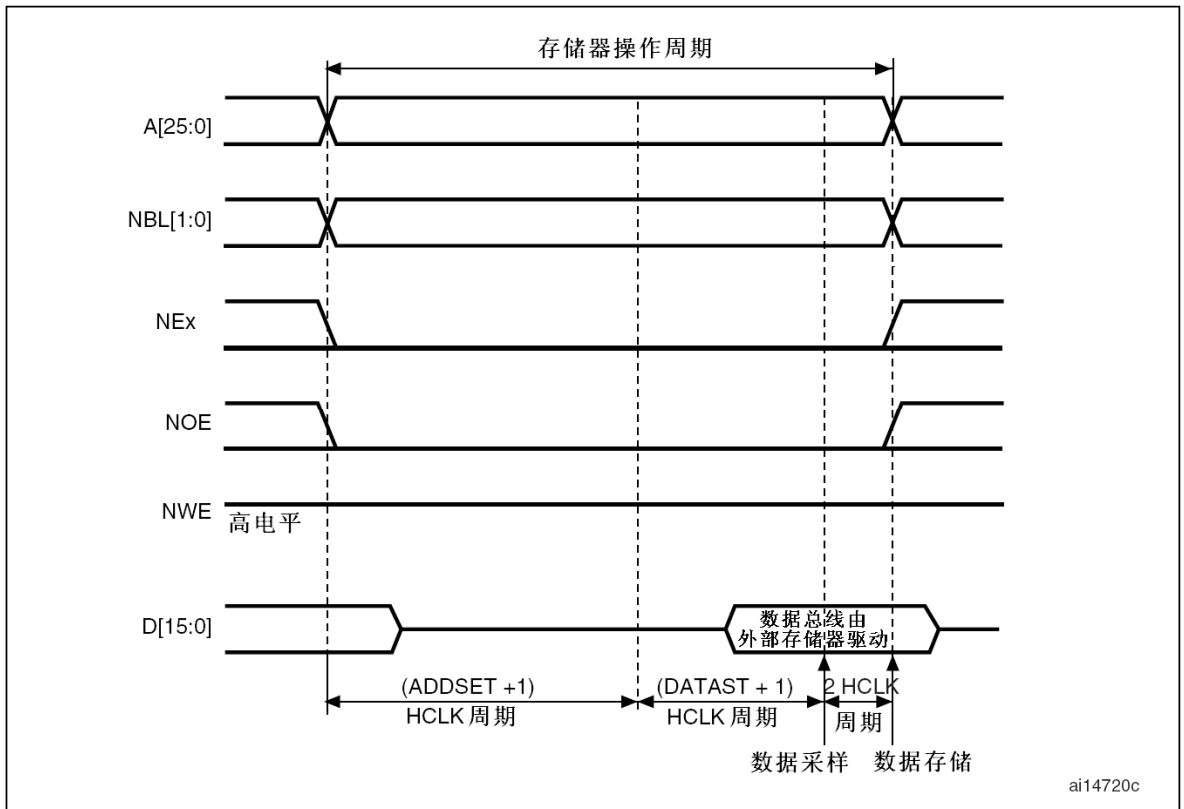 存储器操作周期
A[25:0]
NBL[1:0]
NEx
NOE
NWE
高电平
D[15:0]
数据总线由
外部存储器驱动
(ADDSET +1)
HCLK 周期
(DATAST + 1)
HCLK 周期
2 HCLK
周期
数据采样
数据存储
ai14720c